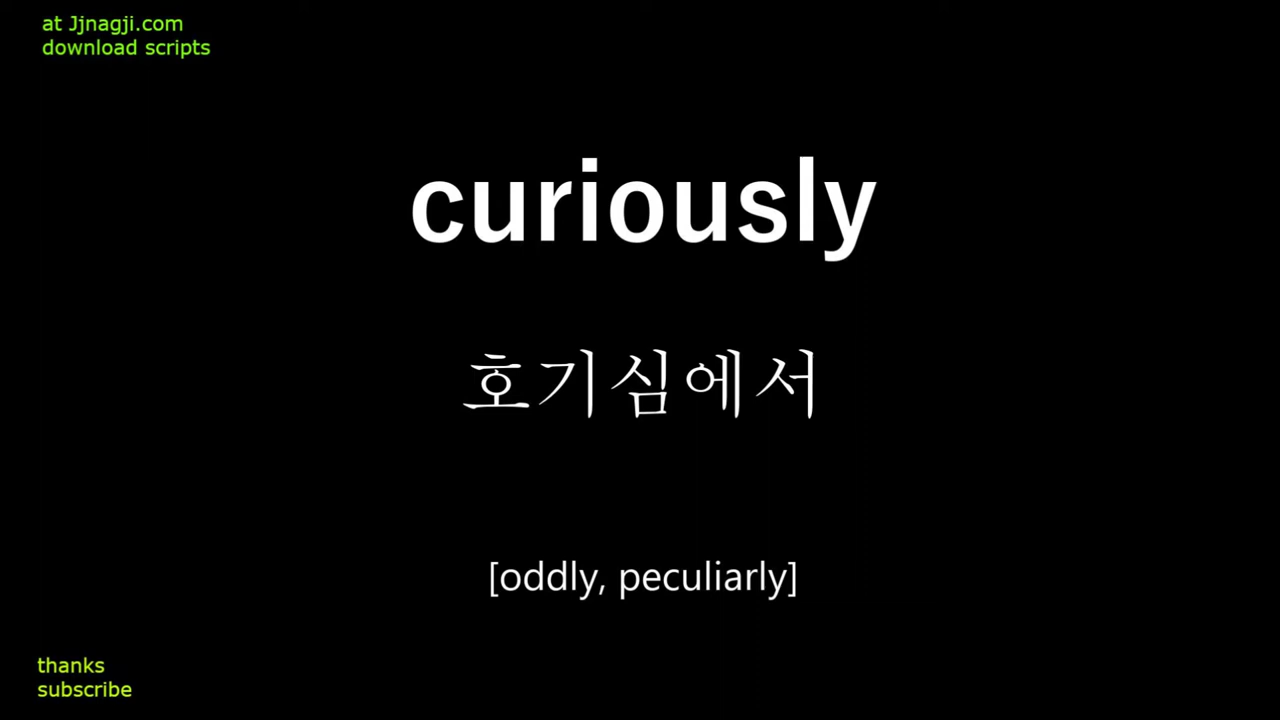 at Jjnagji.com
download scripts
curiously
호기심에서
[oddly, peculiarly]
thanks
subscribe